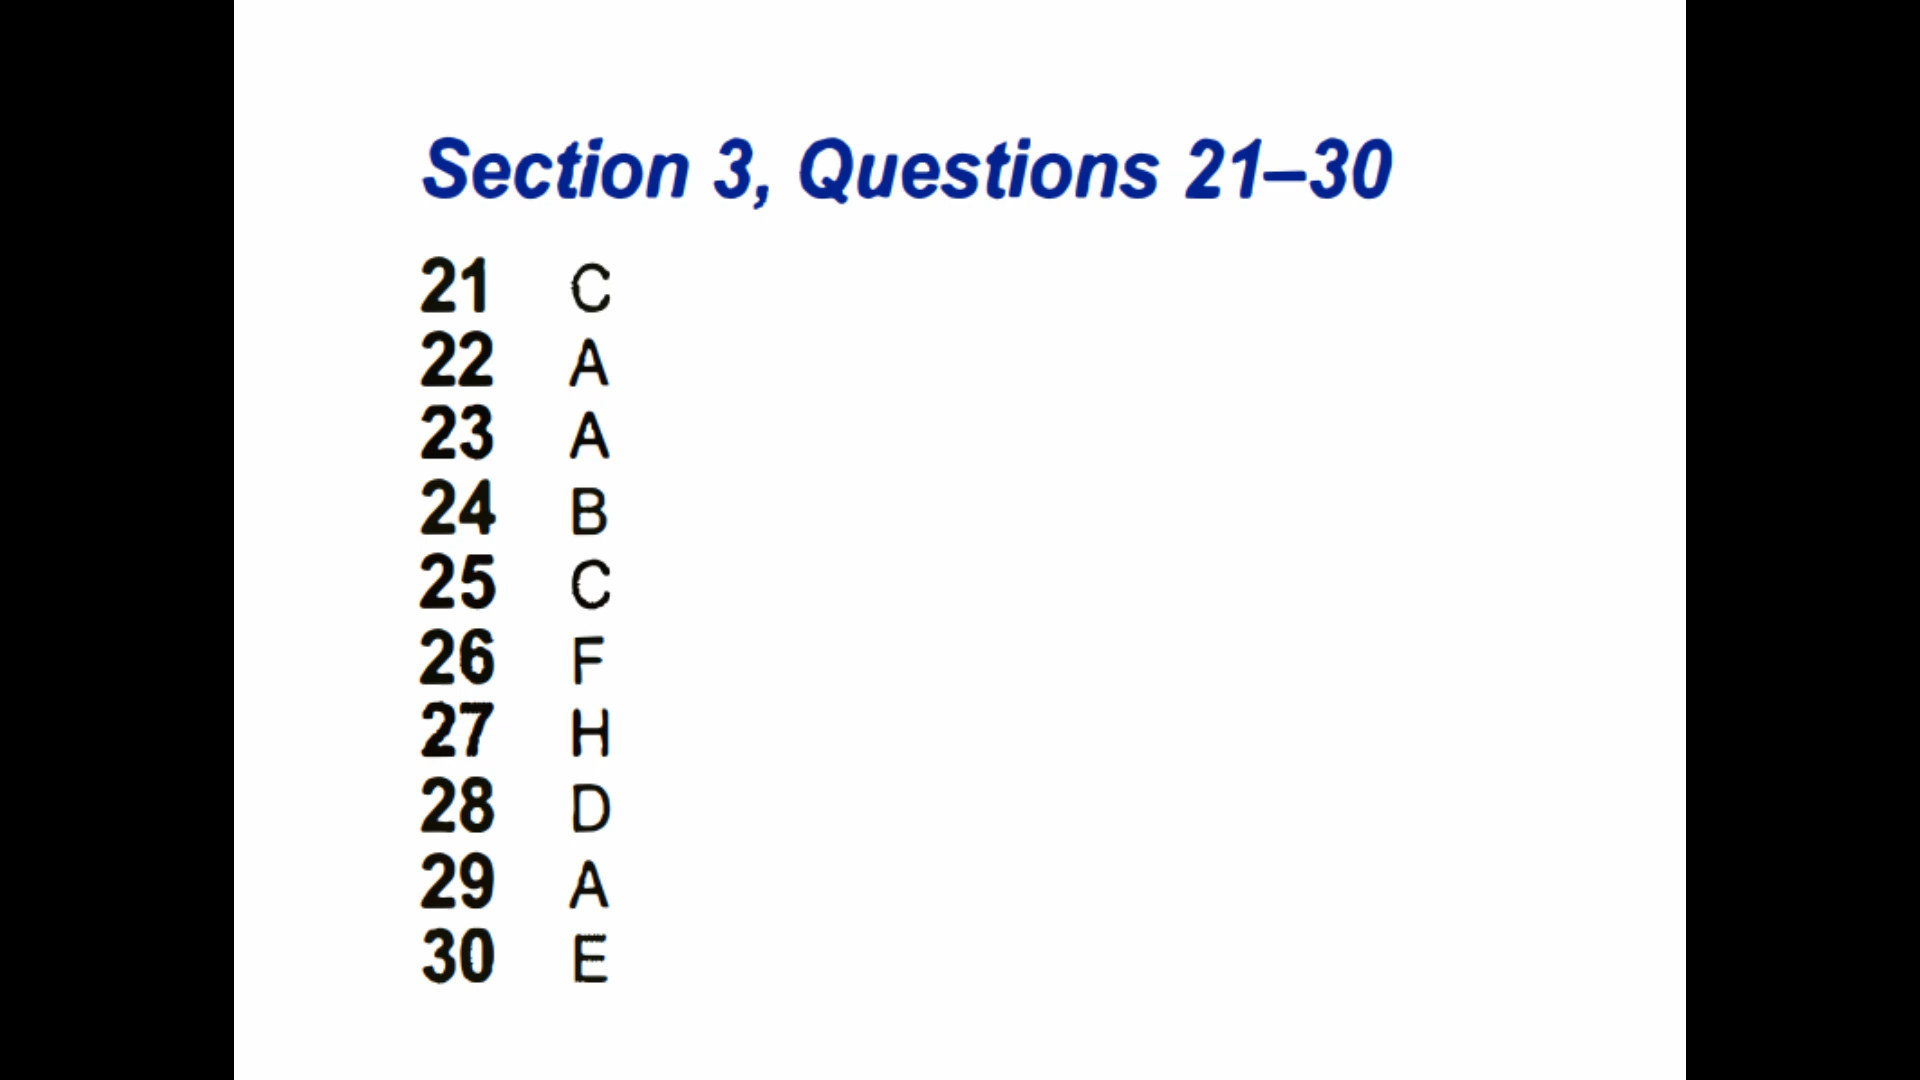 Section 3, Questions 21–30
21 C
22 A
23 A
24 B
25 C
26 F
27 H
28 D
29 A
30 E